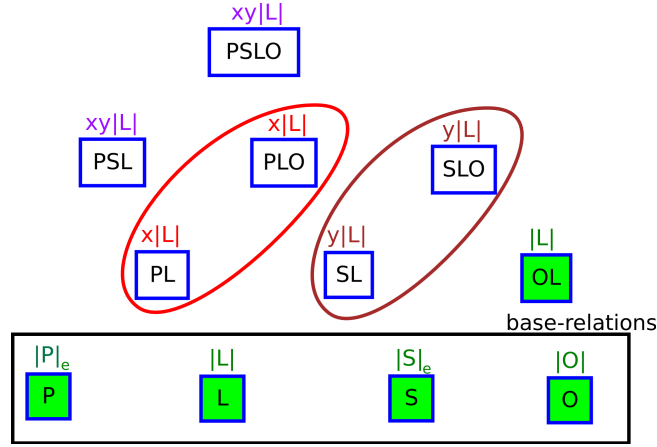 xy|L|
PSLO
xy|L| x|L| y|L|
PSL PLO SLO
x|L| y|L| |L|
PL SL OL
base-relations
|P|e |L| |S|e |O|
P L S O